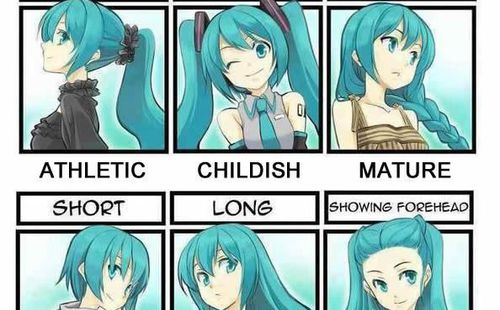 ATHLETIC
CHILDISH
MATURE
SHORT
LONG
SHOWING FOREHEAD